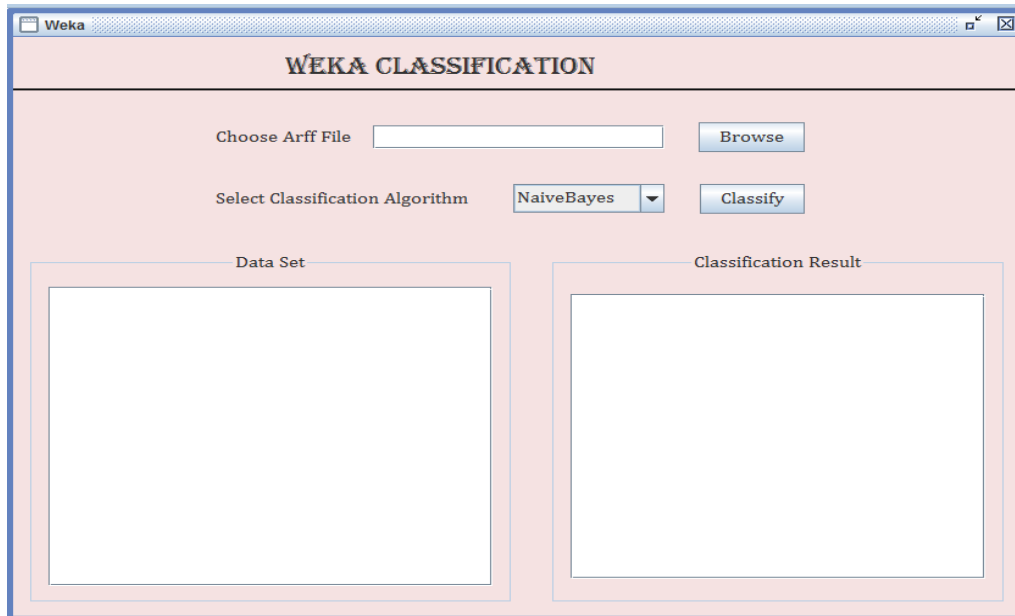 Weka
WEKA CLASSIFICATION
Choose Arff File
Browse
Select Classification Algorithm
NaiveBayes
Classify
Data Set
Classification Result